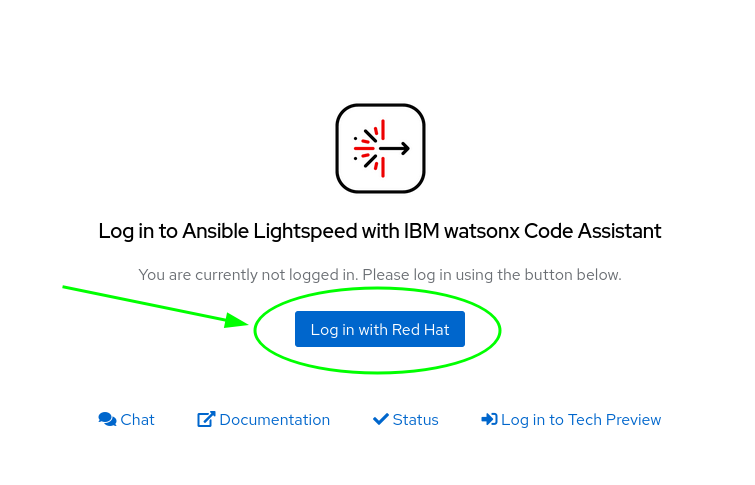 Log in to Ansible Lightspeed with IBM watsonx Code Assistant
You are currently not logged in. Please log in using the button below.
Log in with Red Hat
Chat Documentation Status Log in to Tech Preview